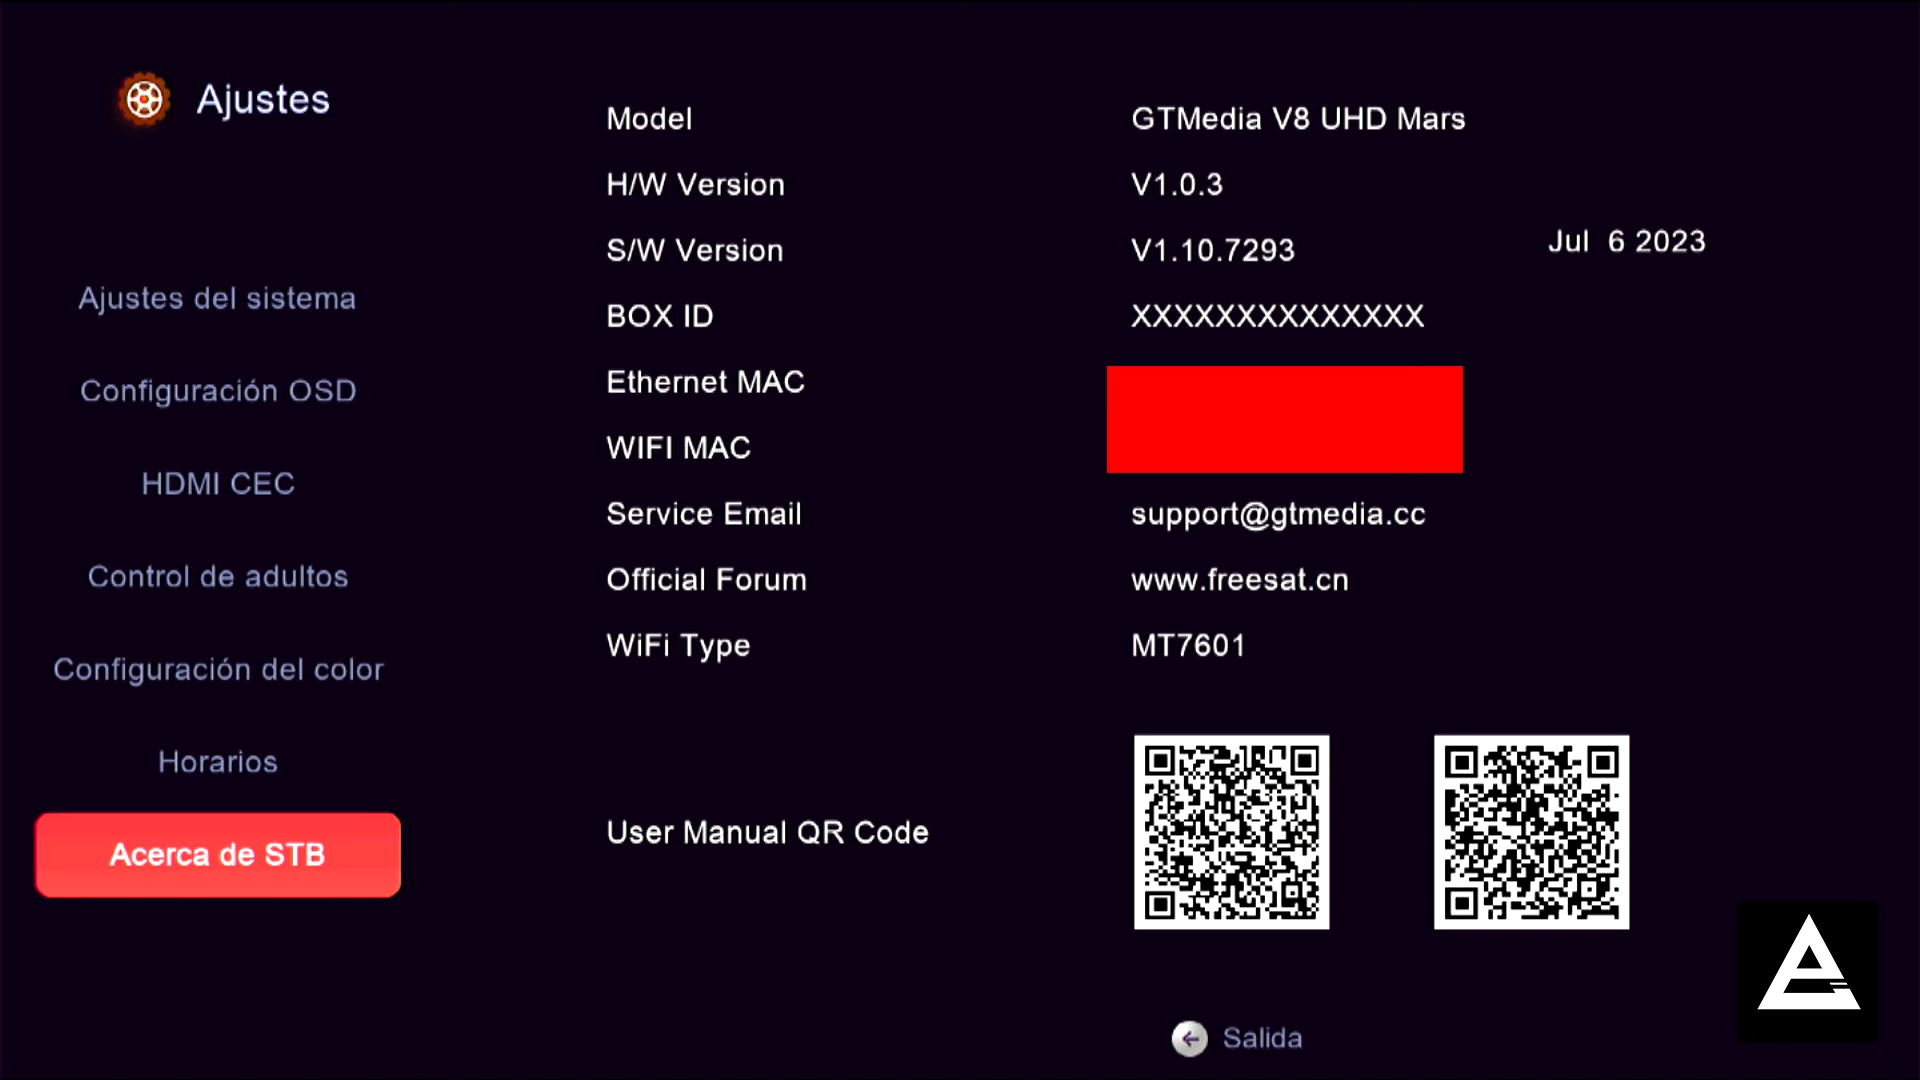 Ajustes
Ajustes del sistema
Configuración OSD
HDMI CEC
Control de adultos
Configuración del color
Horarios
Acerca de STB
Model GTMedia V8 UHD Mars
H/W Version V1.0.3
S/W Version V1.10.7293 Jul 6 2023
BOX ID XXXXXXXXXXXXXX
Ethernet MAC
WIFI MAC
Service Email support@gtmedia.cc
Official Forum www.freesat.cn
WiFi Type MT7601
User Manual QR Code
Salida